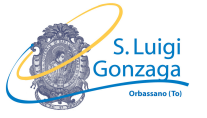 S. Luigi
Gonzaga
Orbassano (To)